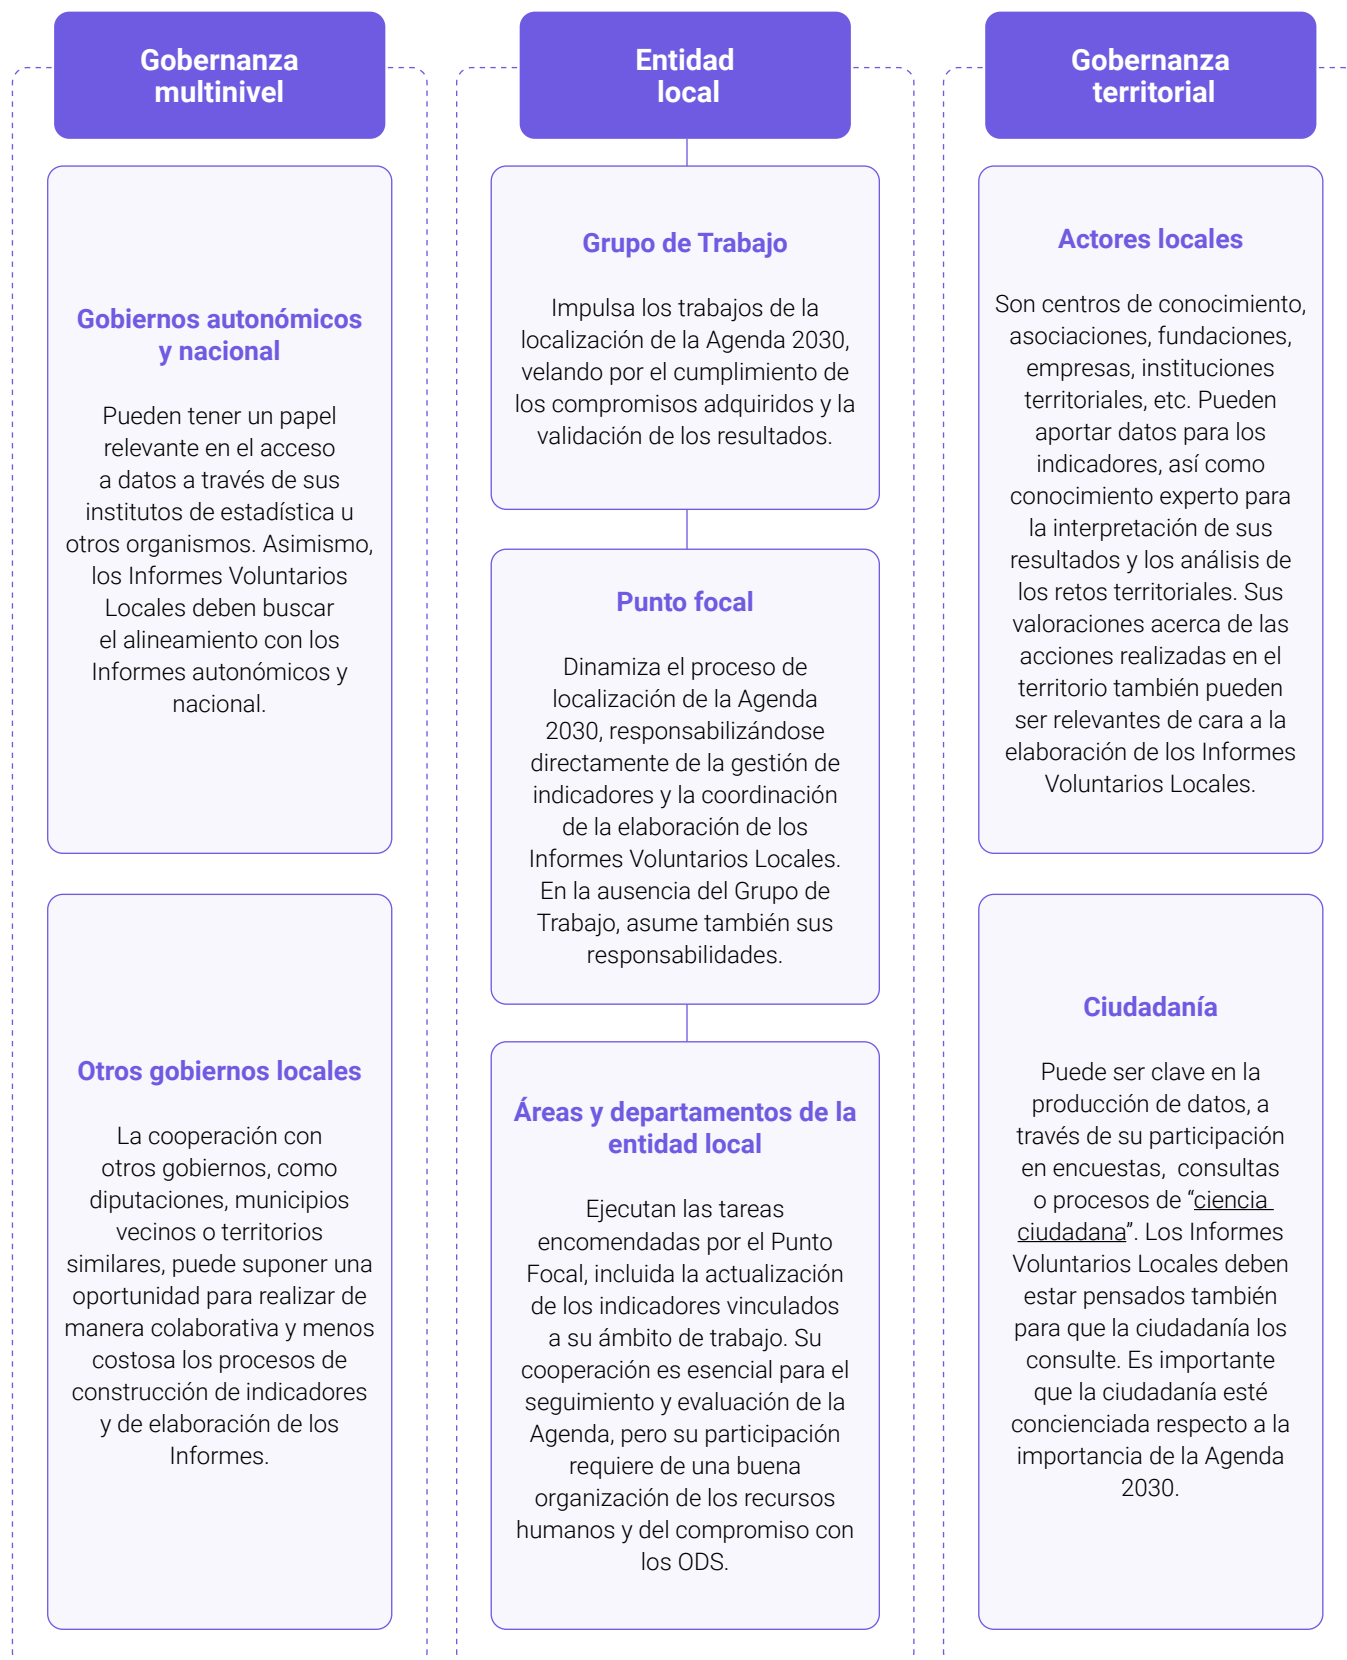 Gobernanza
multinivel
Gobiernos autonómicos
y nacional
Pueden tener un papel
relevante en el acceso
a datos a través de sus
institutos de estadística u
otros organismos. Asimismo,
los Informes Voluntarios
Locales deben buscar
el alineamiento con los
Informes autonómicos y
nacional.
Otros gobiernos locales
La cooperación con
otros gobiernos, como
diputaciones, municipios
vecinos o territorios
similares, puede suponer una
oportunidad para realizar de
manera colaborativa y menos
costosa los procesos de
construcción de indicadores
y de elaboración de los
Informes.
Entidad
local
Grupo de Trabajo
Impulsa los trabajos de la
localización de la Agenda 2030,
velando por el cumplimiento de
los compromisos adquiridos y la
validación de los resultados.
Punto focal
Dinamiza el proceso de
localización de la Agenda
2030, responsabilizándose
directamente de la gestión de
indicadores y la coordinación
de la elaboración de los
Informes Voluntarios Locales.
En la ausencia del Grupo de
Trabajo, asume también sus
responsabilidades.
Áreas y departamentos de la
entidad local
Ejecutan las tareas
encomendadas por el Punto
Focal, incluida la actualización
de los indicadores vinculados
a su ámbito de trabajo. Su
cooperación es esencial para el
seguimiento y evaluación de la
Agenda, pero su participación
requiere de una buena
organización de los recursos
humanos y del compromiso con
los ODS.
Gobernanza
territorial
Actores locales
Son centros de conocimiento,
asociaciones, fundaciones,
empresas, instituciones
territoriales, etc. Pueden
aportar datos para los
indicadores, así como
conocimiento experto para
la interpretación de sus
resultados y los análisis de
los retos territoriales. Sus
valoraciones acerca de las
acciones realizadas en el
territorio también pueden
ser relevantes de cara a la
elaboración de los Informes
Voluntarios Locales.
Ciudadanía
Puede ser clave en la
producción de datos, a
través de su participación
en encuestas,  consultas
o procesos de “ciencia
ciudadana”. Los Informes
Voluntarios Locales deben
estar pensados también
para que la ciudadanía los
consulte. Es importante
que la ciudadanía esté
concienciada respecto a la
importancia de la Agenda
2030.